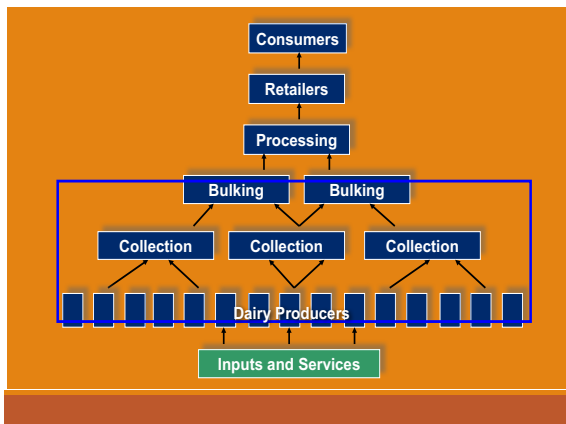 Consumers
Retailers
Processing
Bulking Bulking
Collection Collection Collection
Dairy Producers
Inputs and Services